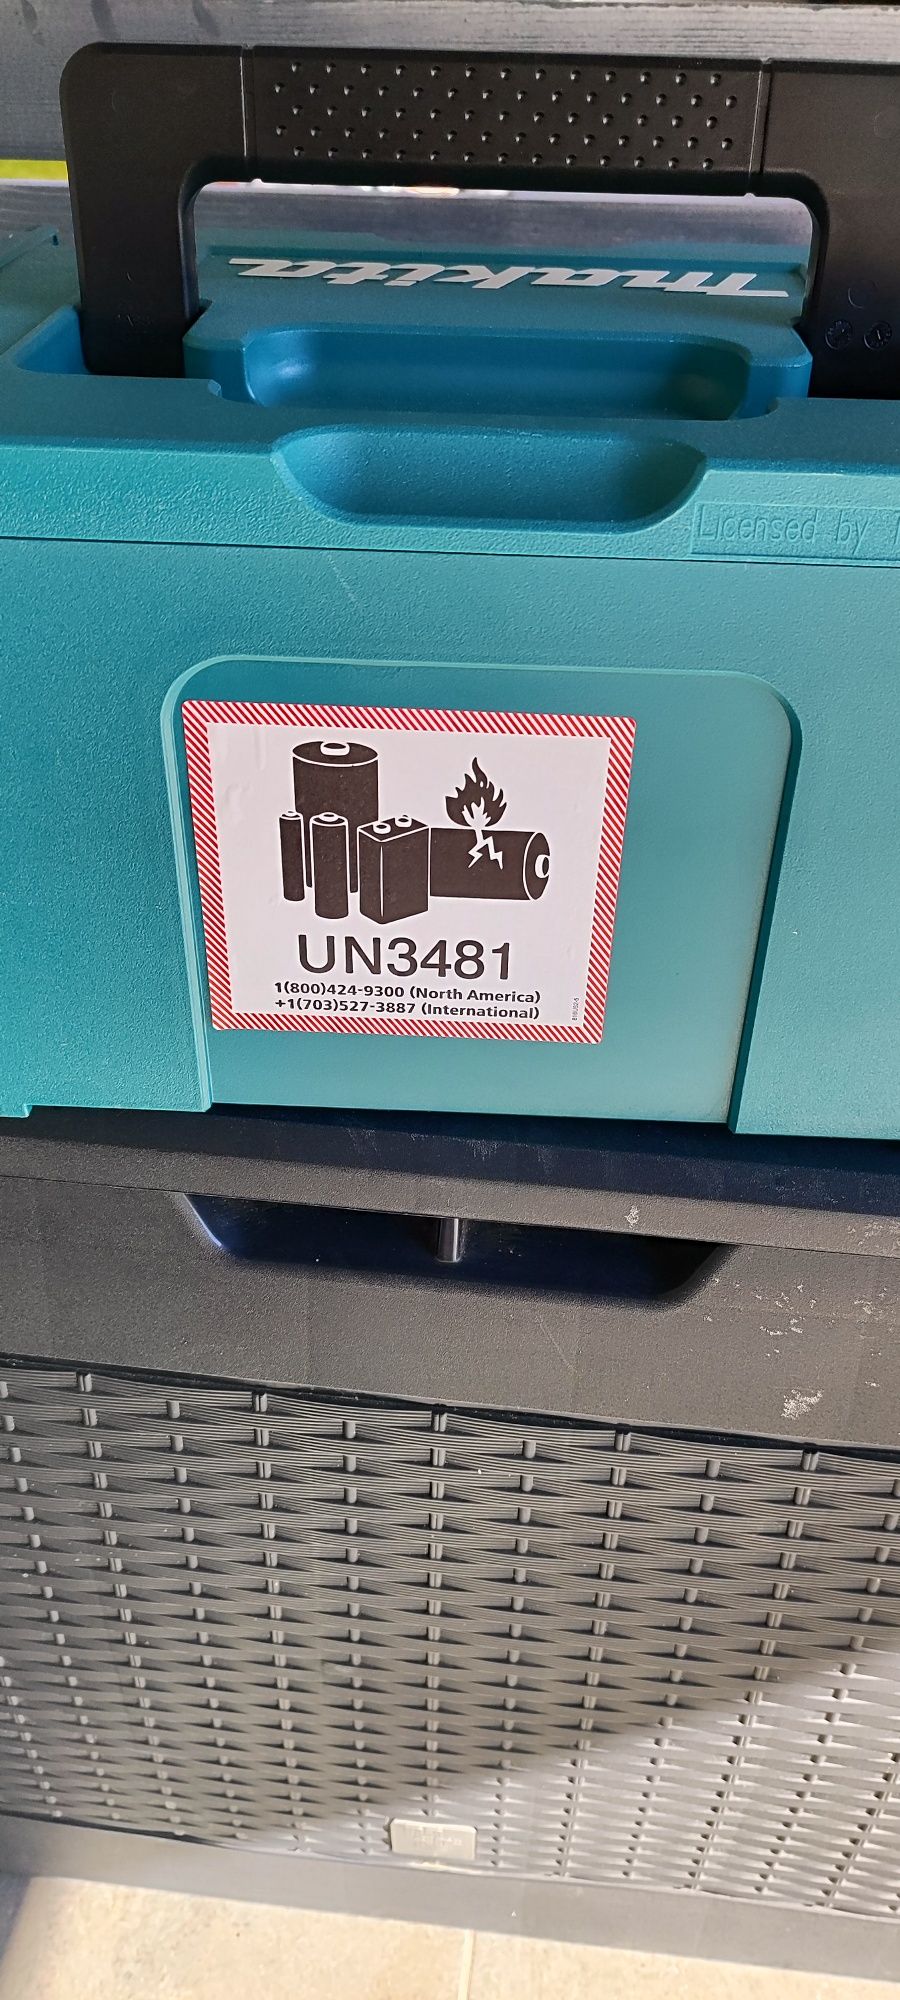 makita
Licensed by
UN3481
1(800)424-9300 (North America)
+1(703)527-3887 (International)